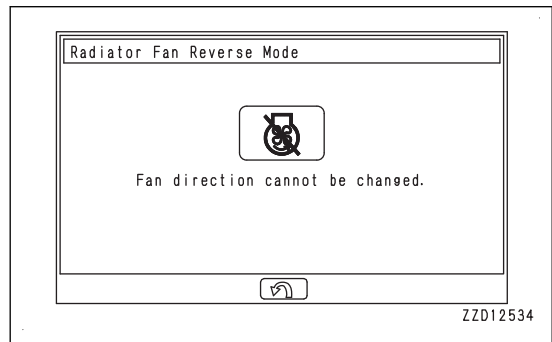 Radiator Fan Reverse Mode
Fan direction cannot be changed.
ZZD12534